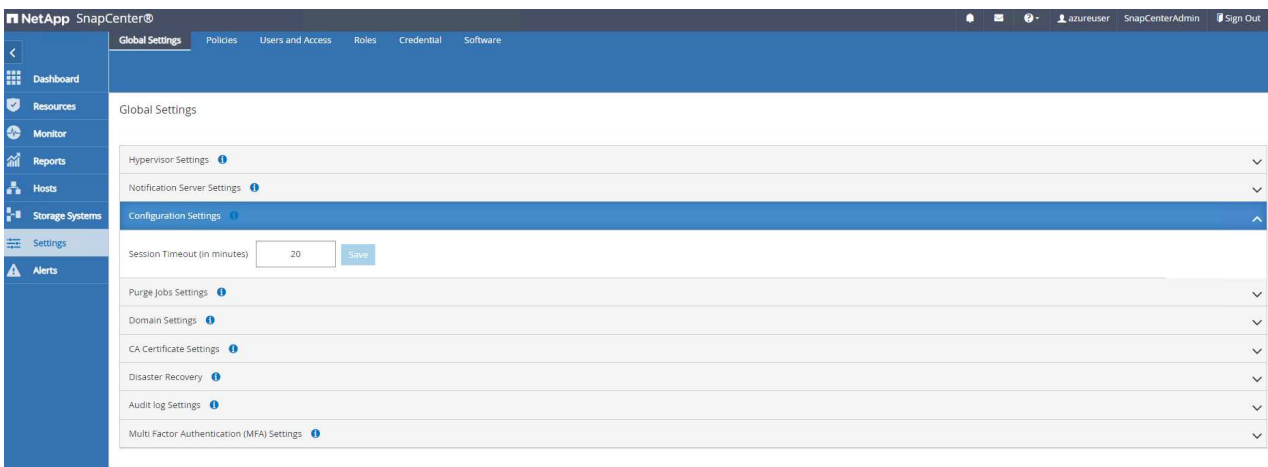 NetApp SnapCenter®
azureuser SnapCenterAdmin Sign Out
Global Settings Policies Users and Access Roles Credential Software
Dashboard
Resources
Monitor
Reports
Hosts
Storage Systems
Settings
Alerts
Global Settings
Hypervisor Settings
Notification Server Settings
Configuration Settings
Session Timeout (in minutes) 20 Save
Purge Jobs Settings
Domain Settings
CA Certificate Settings
Disaster Recovery
Audit log Settings
Multi Factor Authentication (MFA) Settings